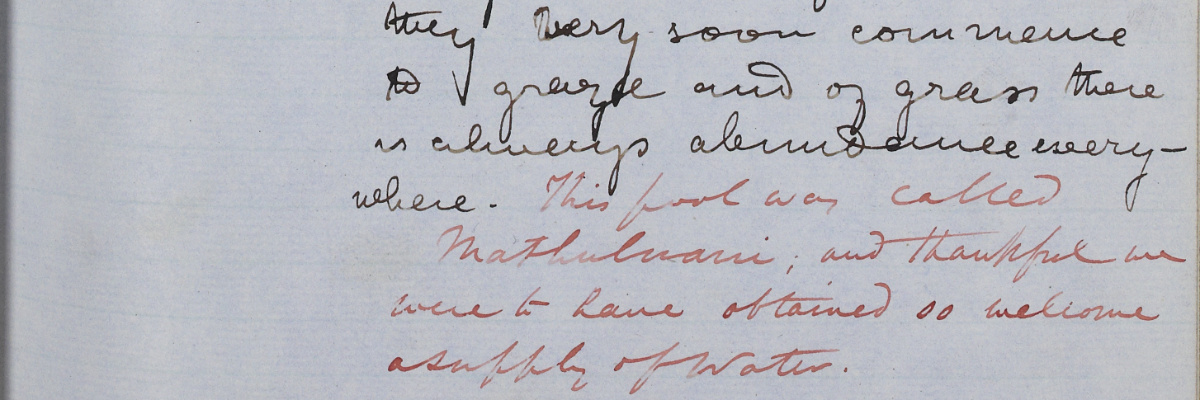 they very soon commence
to graze and of grass there
is always abundance every-
where. This pool was called
Mathuluani; and thankful we
were to have obtained so welcome
a supply of Water.